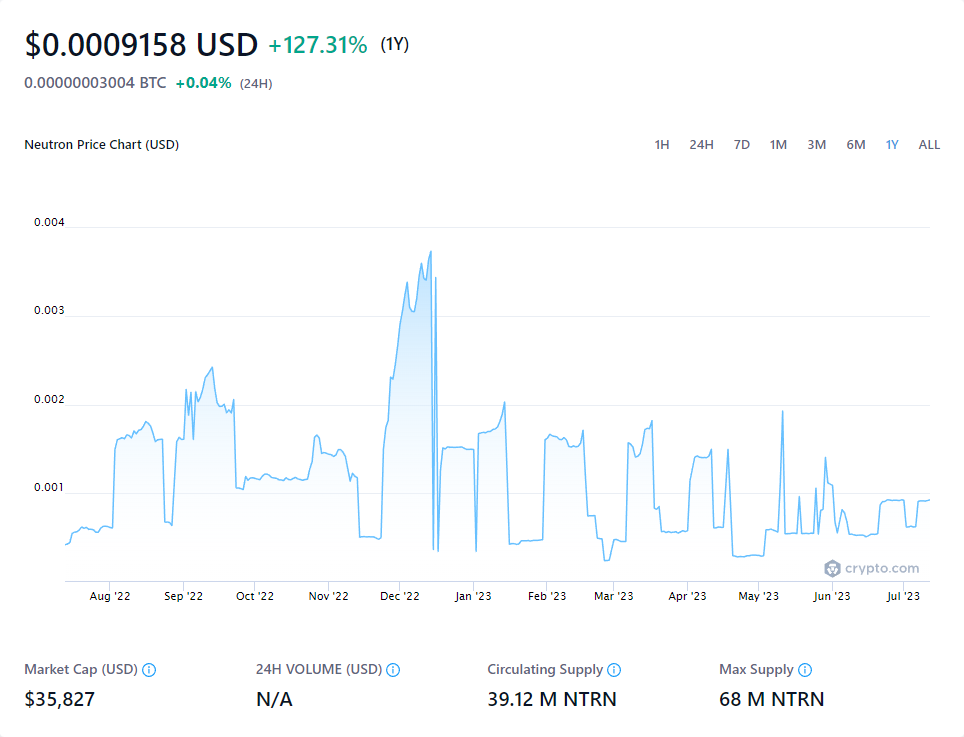 $0.0009158 USD +127.31% (1Y)
0.00000003004 BTC +0.04% (24H)
Neutron Price Chart (USD) 1H 24H 7D 1M 3M 6M 1Y ALL
0.004
0.003
0.002
0.001
crypto.com
Aug '22 Sep '22 Oct '22 Nov '22 Dec '22 Jan '23 Feb '23 Mar '23 Apr '23 May '23 Jun '23 Jul '23
Market Cap (USD) 24H VOLUME (USD) Circulating Supply Max Supply
$35,827 N/A 39.12 M NTRN 68 M NTRN